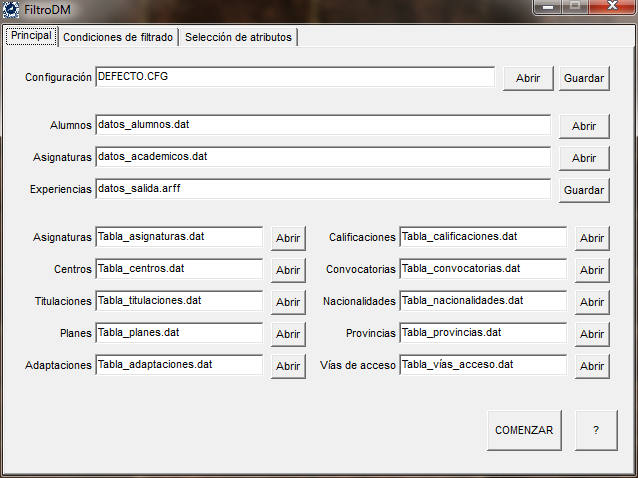 FiltroDM
Principal Condiciones de filtrado Selección de atributos
Configuración DEFECTO.CFG Abrir Guardar
Alumnos datos_alumnos.dat Abrir
Asignaturas datos_academicos.dat Abrir
Experiencias datos_salida.arff Guardar
Asignaturas Tabla_asignaturas.dat Abrir Calificaciones Tabla_calificaciones.dat Abrir
Centros Tabla_centros.dat Abrir Convocatorias Tabla_convocatorias.dat Abrir
Titulaciones Tabla_titulaciones.dat Abrir Nacionalidades Tabla_nacionalidades.dat Abrir
Planes Tabla_planes.dat Abrir Provincias Tabla_provincias.dat Abrir
Adaptaciones Tabla_adaptaciones.dat Abrir Vías de acceso Tabla_vías_acceso.dat Abrir
COMENZAR ?